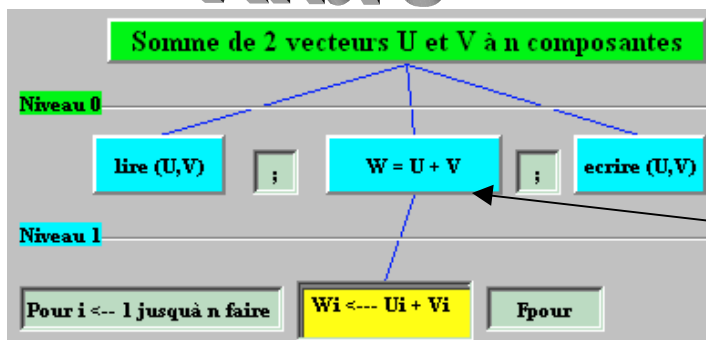 Somme de 2 vecteurs U et V à n composantes
Niveau 0
lire (U,V) ; W = U + V ; ecrire (U,V)
Niveau 1
Pour i <-- 1 jusquà n faire Wi <--- Ui + Vi Fpour